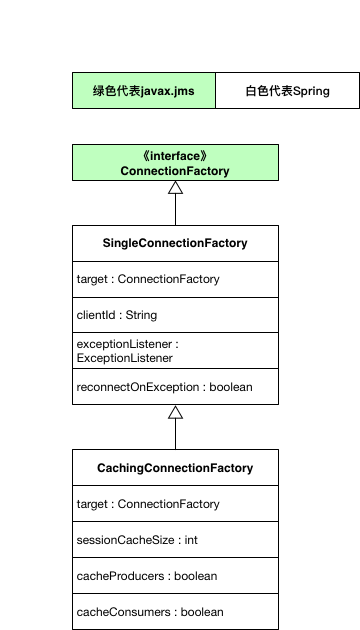 绿色代表javax.jms
白色代表Spring
《interface》
ConnectionFactory
SingleConnectionFactory
target : ConnectionFactory
clientId : String
exceptionListener :
ExceptionListener
reconnectOnException : boolean
CachingConnectionFactory
target : ConnectionFactory
sessionCacheSize : int
cacheProducers : boolean
cacheConsumers : boolean